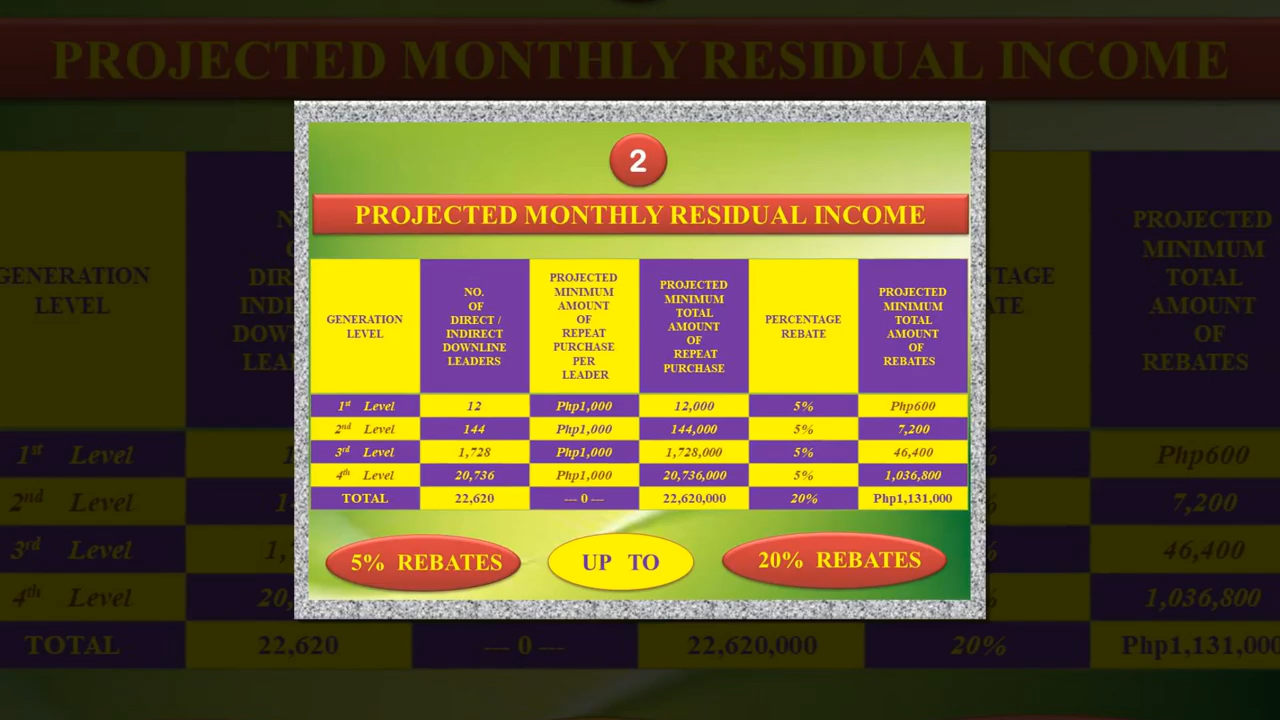 2
PROJECTED MONTHLY RESIDUAL INCOME
GENERATION
LEVEL
NO.
OF
DIRECT /
INDIRECT
DOWNLINE
LEADERS
PROJECTED
MINIMUM
AMOUNT
OF
REPEAT
PURCHASE
PER
LEADER
PROJECTED
MINIMUM
TOTAL
AMOUNT
OF
REPEAT
PURCHASE
PERCENTAGE
REBATE
PROJECTED
MINIMUM
TOTAL
AMOUNT
OF
REBATES
1st Level 12 Php1,000 12,000 5% Php600
2nd Level 144 Php1,000 144,000 5% 7,200
3rd Level 1,728 Php1,000 1,728,000 5% 46,400
4th Level 20,736 Php1,000 20,736,000 5% 1,036,800
TOTAL 22,620 --- 0 --- 22,620,000 20% Php1,131,000
5% REBATES UP TO 20% REBATES